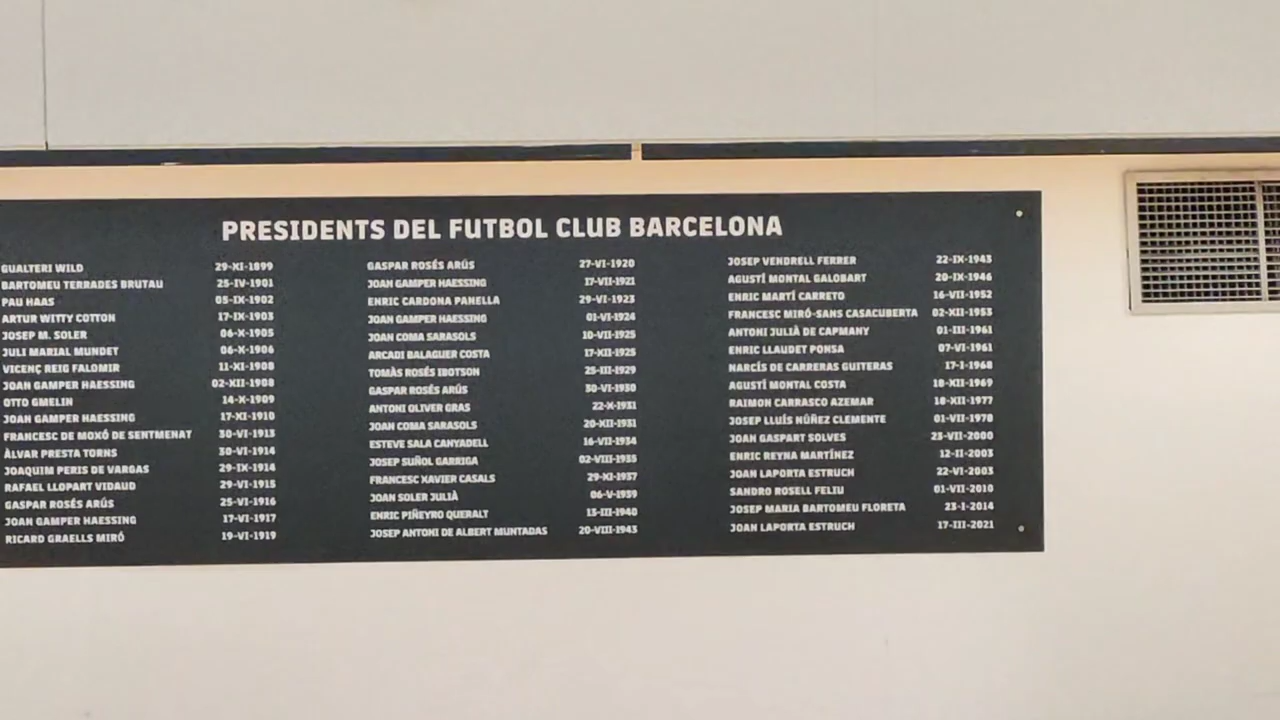 PRESIDENTS DEL FUTBOL CLUB BARCELONA
GUALTERI WILD 29-XI-1899
BARTOMEU TERRADES BRUTAU 25-IV-1901
PAU HAAS 05-IX-1902
ARTUR WITTY COTTON 17-IX-1903
JOSEP M. SOLER 06-X-1905
JULI MARIAL MUNDET 06-X-1906
VICENÇ REIG FALOMIR 11-XI-1908
JOAN GAMPER HAESSING 02-XII-1908
OTTO GMELIN 14-X-1909
JOAN GAMPER HAESSING 17-XI-1910
FRANCESC DE MOXÓ DE SENTMENAT 30-VI-1913
ÀLVAR PRESTA TORNS 30-VI-1914
JOAQUIM PERIS DE VARGAS 29-IX-1914
RAFAEL LLOPART VIDAUD 29-VI-1915
GASPAR ROSÉS ARÚS 25-VI-1916
JOAN GAMPER HAESSING 17-VI-1917
RICARD GRAELLS MIRÓ 19-VI-1919
GASPAR ROSÉS ARÚS 27-VI-1920
JOAN GAMPER HAESSING 17-VII-1921
ENRIC CARDONA PANELLA 29-VI-1923
JOAN GAMPER HAESSING 01-VI-1924
JOAN COMA SARASOLS 10-VII-1925
ARCADI BALAGUER COSTA 17-XII-1925
TOMÀS ROSÉS IBOTSON 25-III-1929
GASPAR ROSÉS ARÚS 30-VI-1930
ANTONI OLIVER GRAS 22-X-1931
JOAN COMA SARASOLS 20-XII-1931
ESTEVE SALA CANYADELL 16-VII-1934
JOSEP SUÑOL GARRIGA 02-VIII-1935
FRANCESC XAVIER CASALS 29-XI-1937
JOAN SOLER JULIÀ 06-V-1939
ENRIC PIÑEYRO QUERALT 13-III-1940
JOSEP ANTONI DE ALBERT MUNTADAS 20-VIII-1943
JOSEP VENDRELL FERRER 22-IX-1943
AGUSTÍ MONTAL GALOBART 20-IX-1946
ENRIC MARTÍ CARRETO 16-VII-1952
FRANCESC MIRÓ-SANS CASACUBERTA 02-XII-1953
ANTONI JULIÀ DE CAPMANY 01-III-1961
ENRIC LLAUDET PONSA 07-VI-1961
NARCÍS DE CARRERAS GUITERAS 17-I-1968
AGUSTÍ MONTAL COSTA 18-XII-1969
RAIMON CARRASCO AZEMAR 18-XII-1977
JOSEP LLUÍS NÚÑEZ CLEMENTE 01-VII-1978
JOAN GASPART SOLVES 23-VII-2000
ENRIC REYNA MARTÍNEZ 12-II-2003
JOAN LAPORTA ESTRUCH 22-VI-2003
SANDRO ROSELL FELIU 01-VII-2010
JOSEP MARIA BARTOMEU FLORETA 23-I-2014
JOAN LAPORTA ESTRUCH 17-III-2021